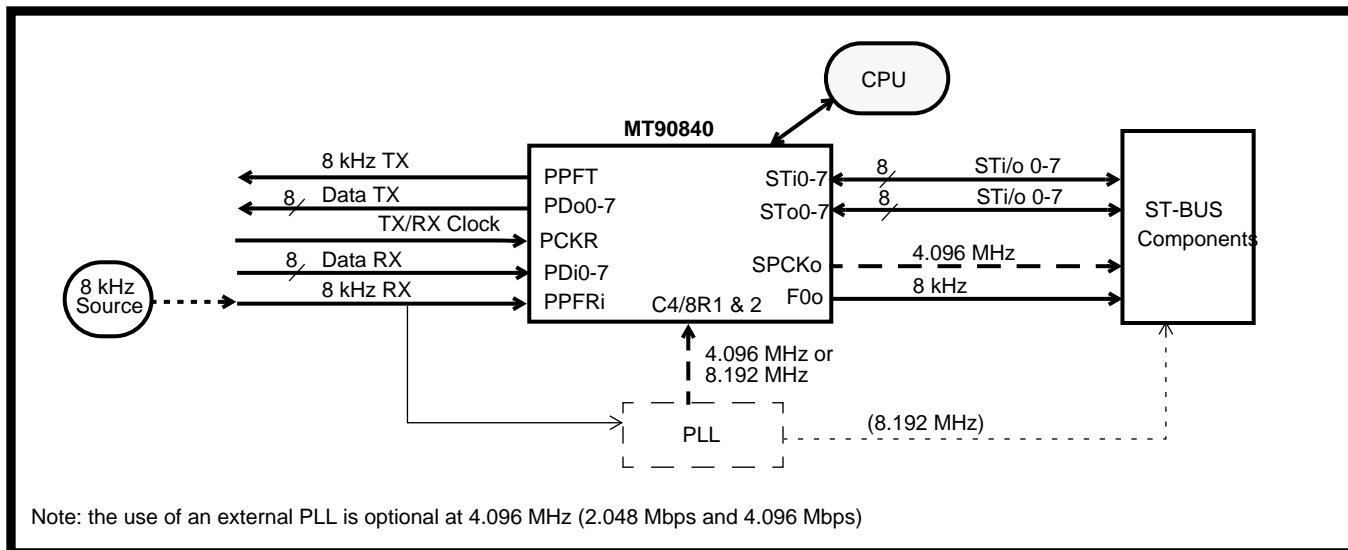 CPU
MT90840
8 kHz TX
PPFT
8
Data TX
PDo0-7
TX/RX Clock
PCKR
8
Data RX
PDi0-7
8 kHz
Source
8 kHz RX
PPFRi
STi0-7
8
STi/o 0-7
STo0-7
8
STi/o 0-7
SPCKo
4.096 MHz
F0o
8 kHz
C4/8R1 & 2
ST-BUS
Components
4.096 MHz or
8.192 MHz
PLL
(8.192 MHz)
Note: the use of an external PLL is optional at 4.096 MHz (2.048 Mbps and 4.096 Mbps)